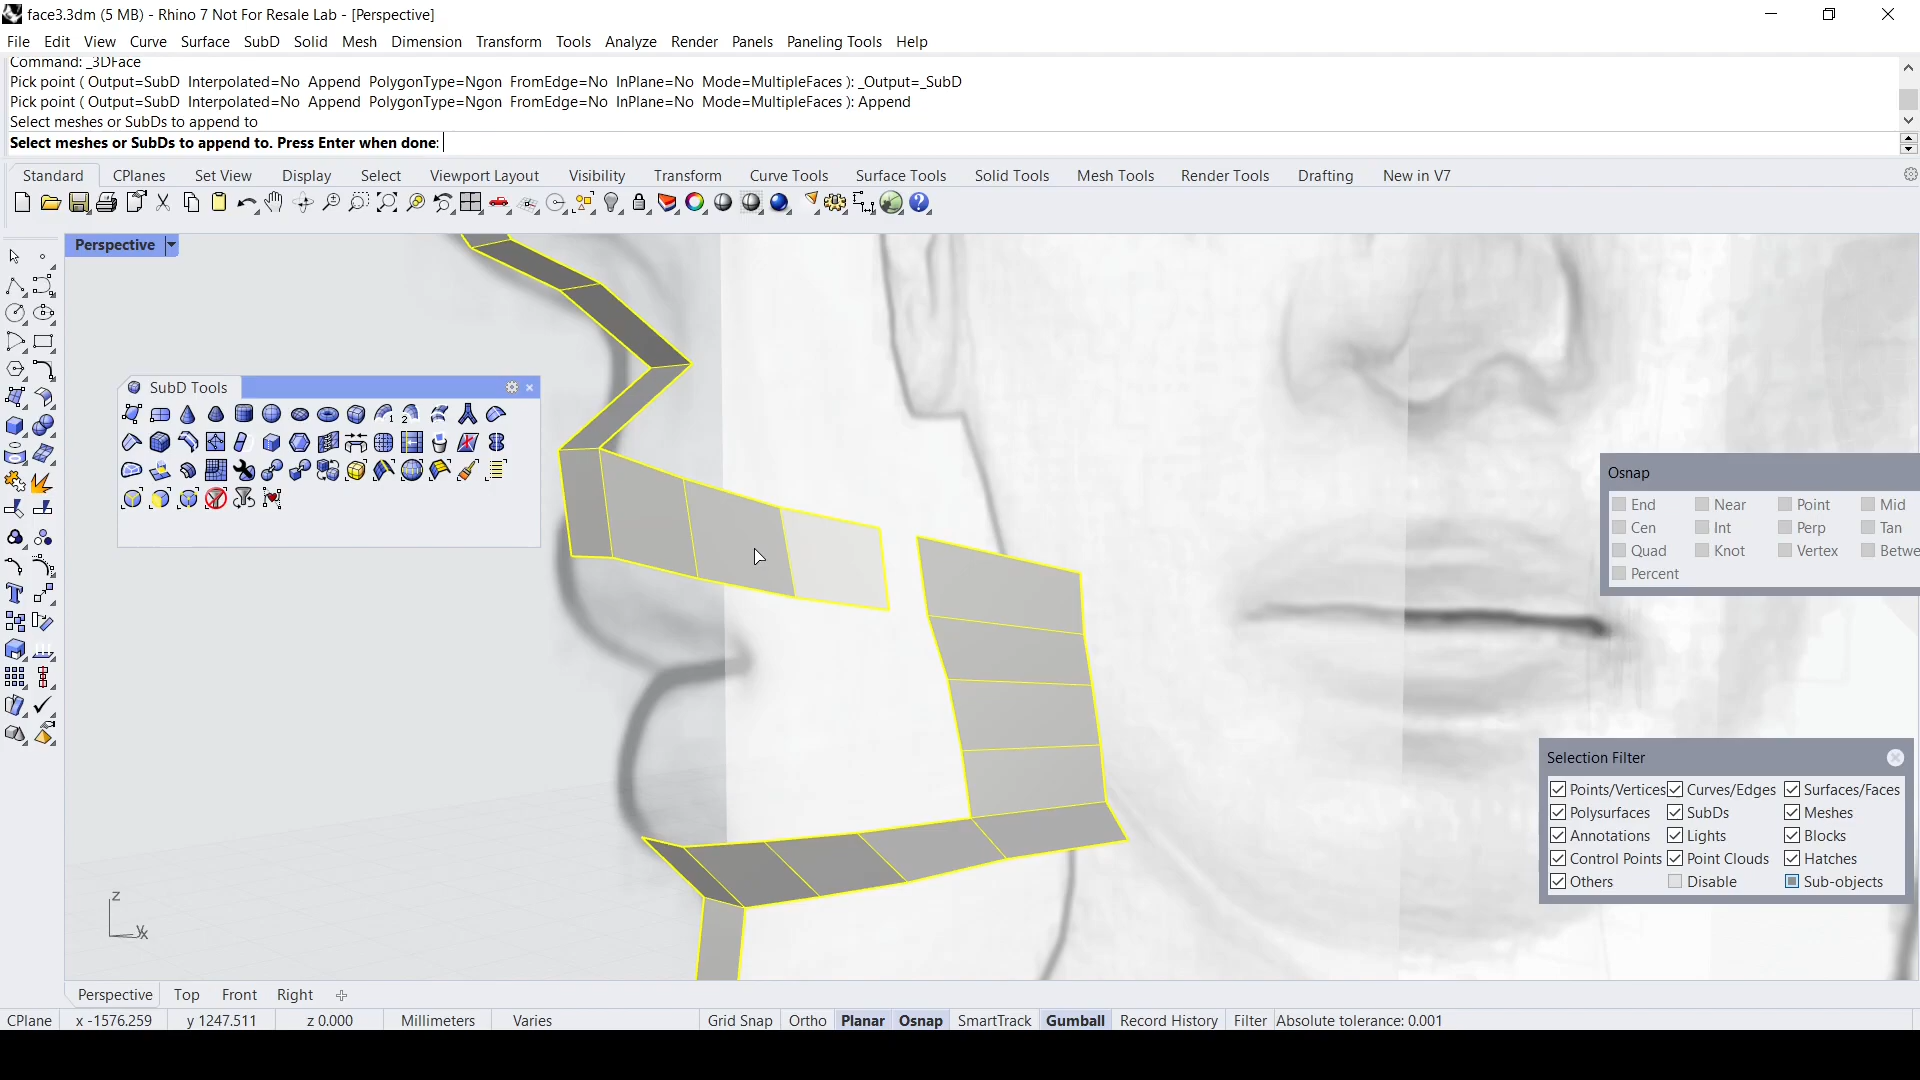 face3.3dm (5 MB) - Rhino 7 Not For Resale Lab - [Perspective]
File Edit View Curve Surface SubD Solid Mesh Dimension Transform Tools Analyze Render Panels Paneling Tools Help
Command: _3DFace
Pick point ( Output=SubD Interpolated=No Append PolygonType=Ngon FromEdge=No InPlane=No Mode=MultipleFaces ): _Output=_SubD
Pick point ( Output=SubD Interpolated=No Append PolygonType=Ngon FromEdge=No InPlane=No Mode=MultipleFaces ): Append
Select meshes or SubDs to append to
Select meshes or SubDs to append to. Press Enter when done:
Standard CPlanes Set View Display Select Viewport Layout Visibility Transform Curve Tools Surface Tools Solid Tools Mesh Tools Render Tools Drafting New in V7
Perspective
SubD Tools
Osnap
End Near Point Mid
Cen Int Perp Tan
Quad Knot Vertex Betwe
Percent
Selection Filter
Points/Vertices Curves/Edges Surfaces/Faces
Polysurfaces SubDs Meshes
Annotations Lights Blocks
Control Points Point Clouds Hatches
Others Disable Sub-objects
z
y
x
Perspective Top Front Right
CPlane x -1576.259 y 1247.511 z 0.000 Millimeters Varies Grid Snap Ortho Planar Osnap SmartTrack Gumball Record History Filter Absolute tolerance: 0.001